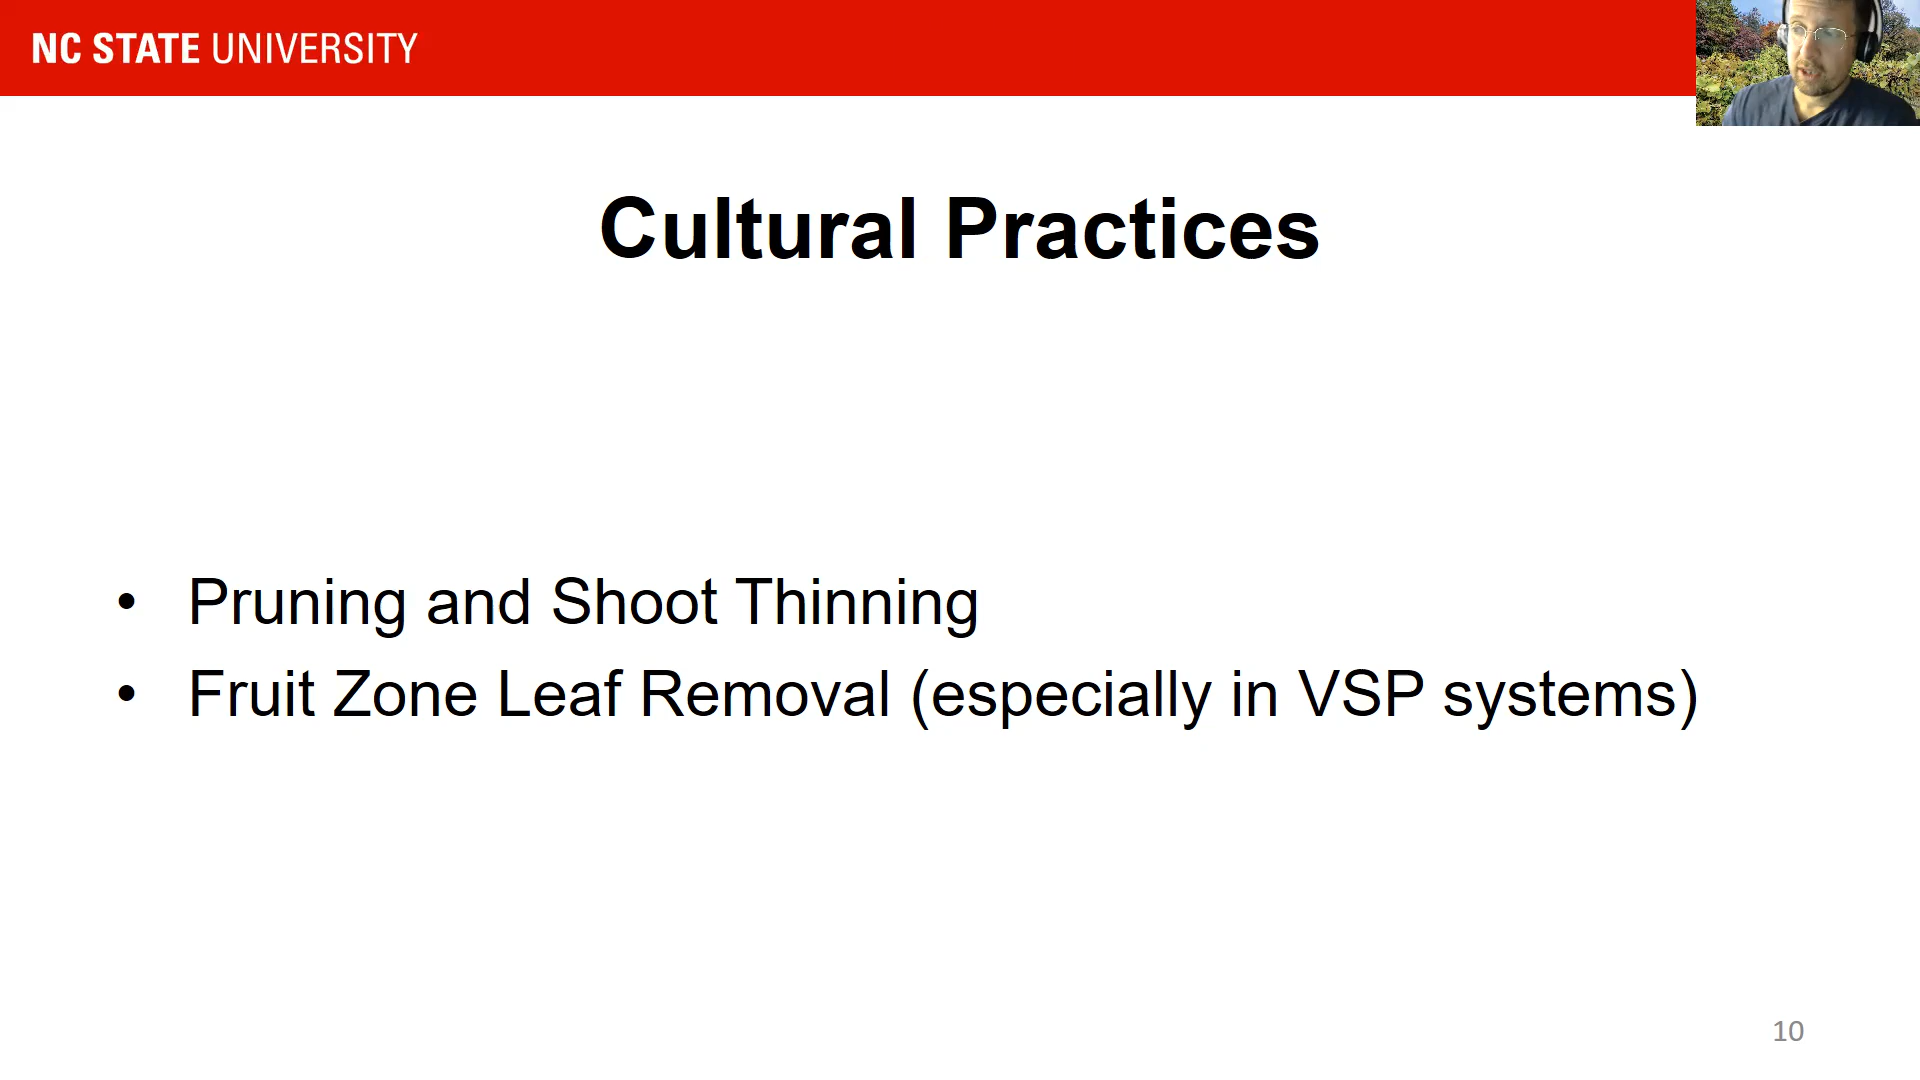 NC STATE UNIVERSITY
Cultural Practices
• Pruning and Shoot Thinning
• Fruit Zone Leaf Removal (especially in VSP systems)
10